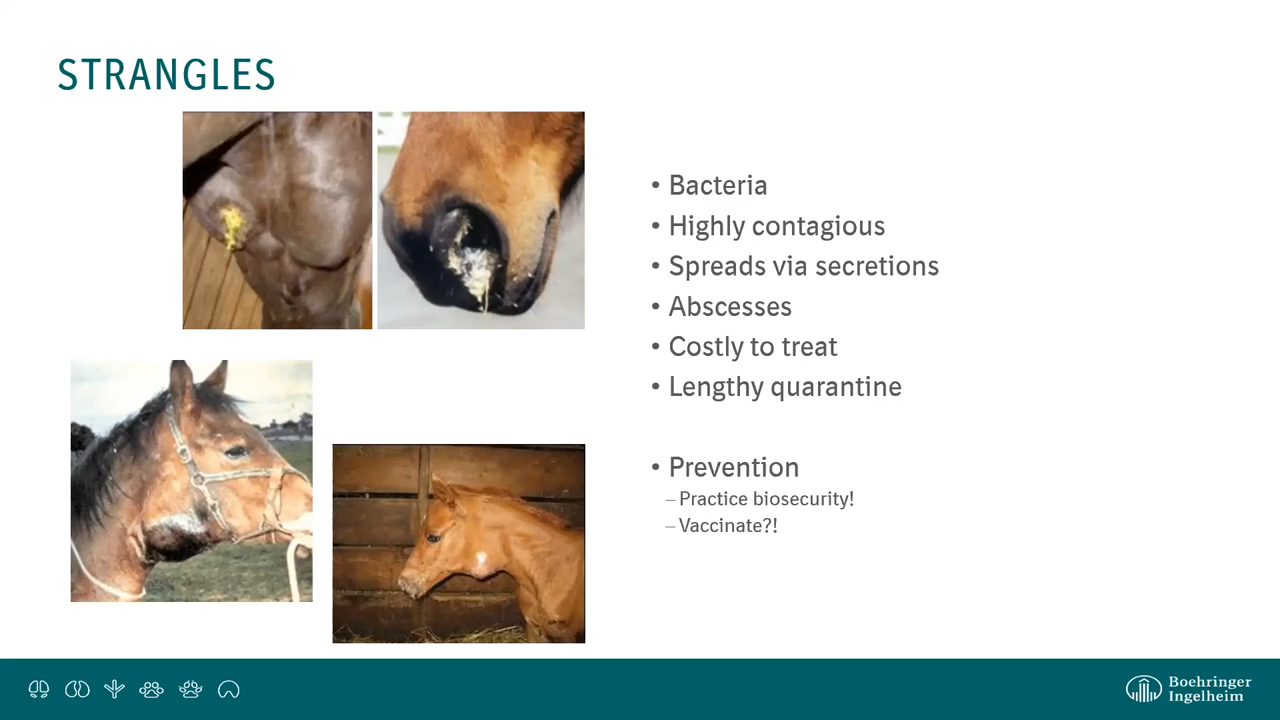 STRANGLES
• Bacteria
• Highly contagious
• Spreads via secretions
• Abscesses
• Costly to treat
• Lengthy quarantine
• Prevention
– Practice biosecurity!
– Vaccinate?!
Boehringer
Ingelheim